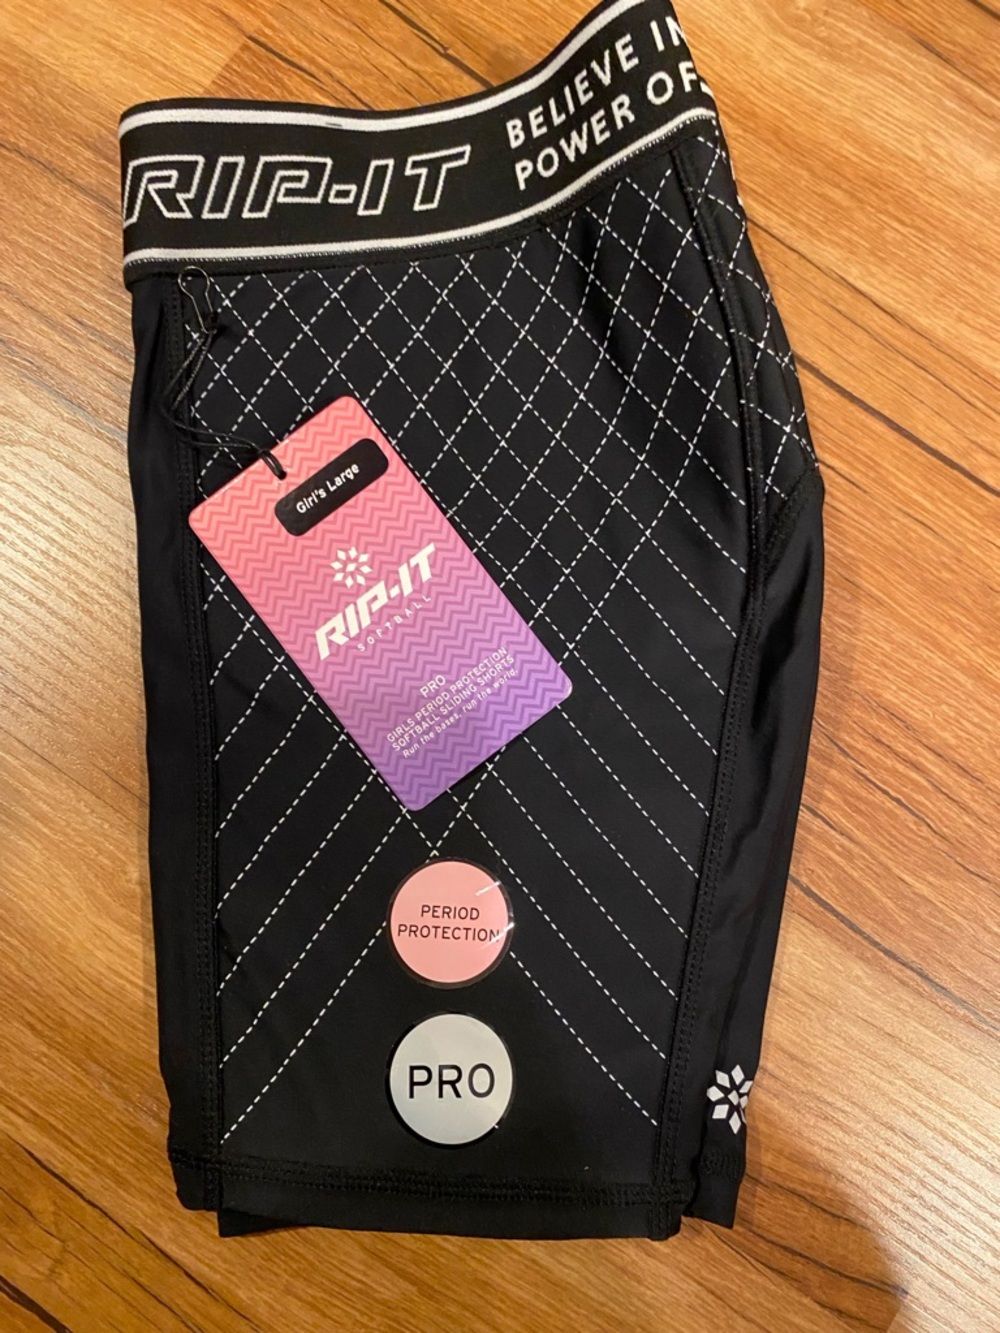 RIP-IT
BELIEVE IN
POWER OF
Girl's Large
RIP-IT
SOFTBALL
PRO
GIRLS PERIOD PROTECTION
SOFTBALL SLIDING SHORTS
Run the bases, run the world.
PERIOD
PROTECTION
PRO